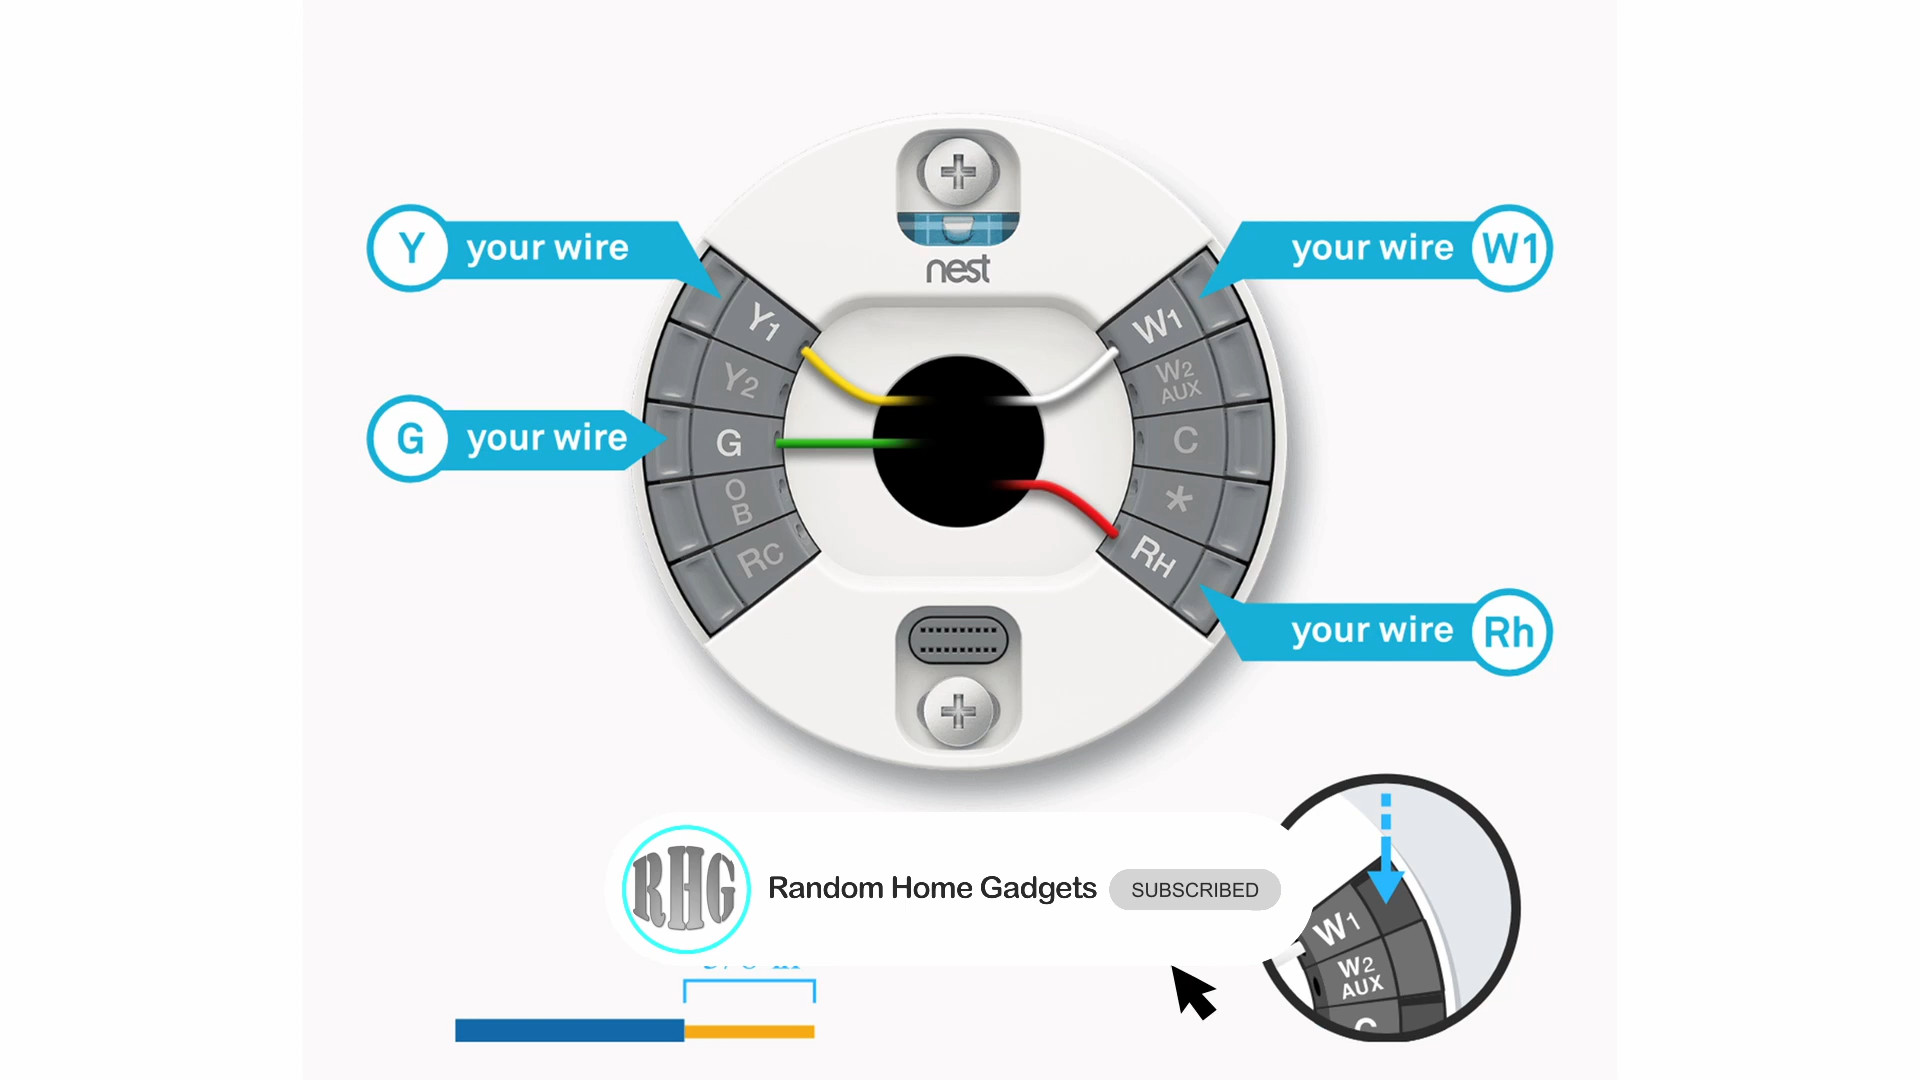 nest
Y your wire
your wire W1
Y1
W1
Y2
W2
AUX
G your wire
G
C
O
B
*
RC
RH
your wire Rh
RHG
Random Home Gadgets
SUBSCRIBED
W1
W2
AUX
C